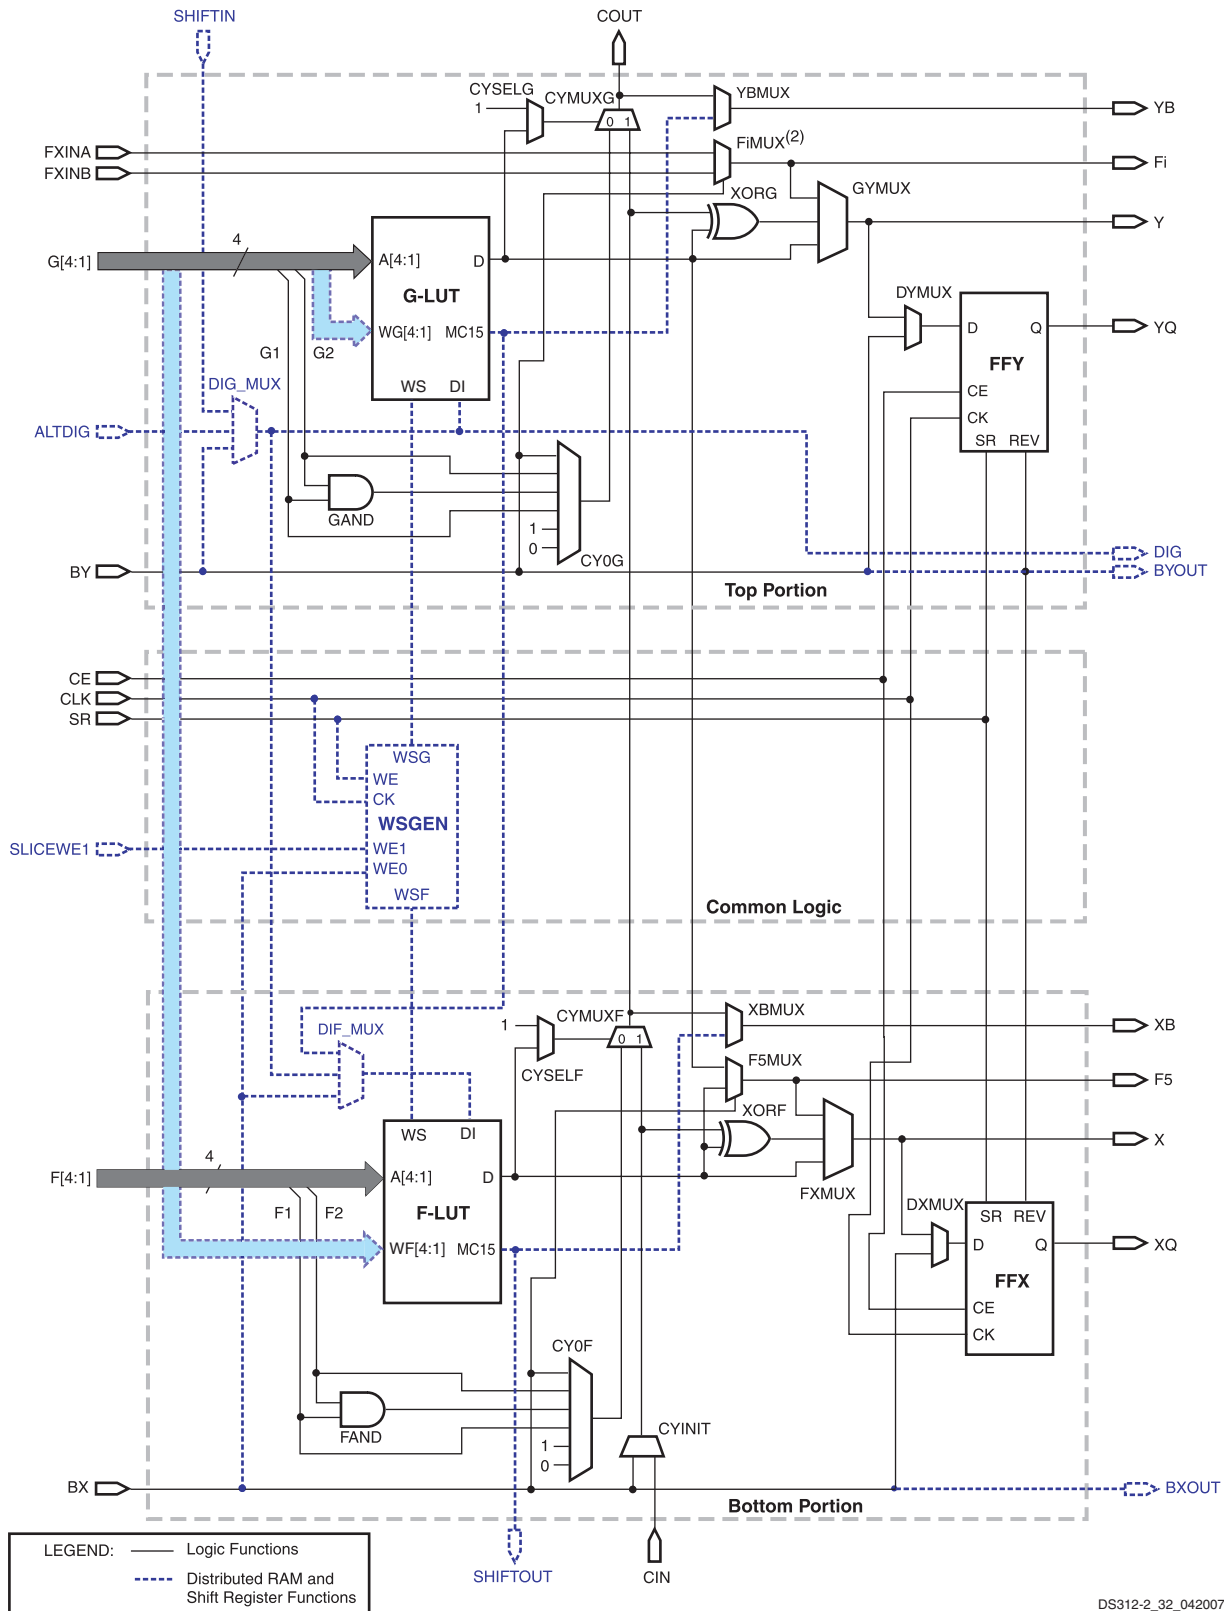 SHIFTIN
COUT
CYSELG
1
CYMUXG
0 1
YBMUX
YB
FXINA
FXINB
FiMUX(2)
Fi
XORG
GYMUX
Y
G[4:1]
4
A[4:1]
D
G-LUT
WG[4:1]
MC15
WS
DI
G1
G2
DYMUX
D
Q
FFY
CE
CK
SR
REV
YQ
DIG_MUX
ALTDIG
GAND
1
0
CY0G
DIG
BY
BYOUT
Top Portion
CE
CLK
SR
WSG
WE
CK
WSGEN
SLICEWE1
WE1
WE0
WSF
Common Logic
DIF_MUX
1
CYMUXF
0 1
CYSELF
XBMUX
XB
F5MUX
F5
XORF
X
FXMUX
F[4:1]
4
WS
DI
A[4:1]
D
F-LUT
WF[4:1]
MC15
F1
F2
DXMUX
SR
REV
D
Q
FFX
CE
CK
XQ
CY0F
FAND
1
0
CYINIT
BX
BXOUT
Bottom Portion
SHIFTOUT
CIN
LEGEND:
Logic Functions
Distributed RAM and
Shift Register Functions
DS312-2_32_042007